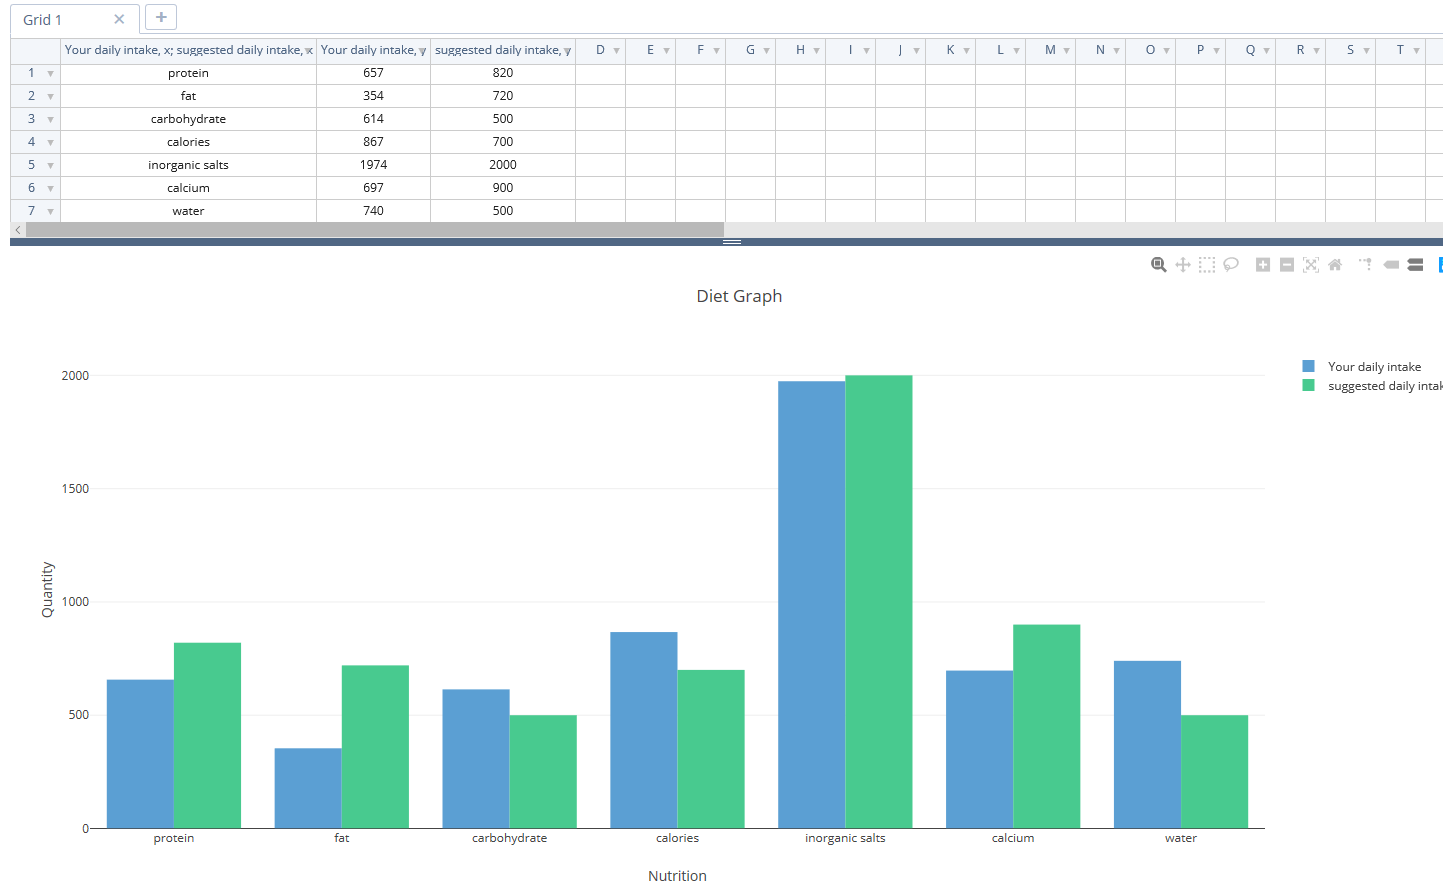 Grid 1
Your daily intake, x; suggested daily intake, x Your daily intake, y suggested daily intake, y D E F G H I J K L M N O P Q R S T
1 protein 657 820
2 fat 354 720
3 carbohydrate 614 500
4 calories 867 700
5 inorganic salts 1974 2000
6 calcium 697 900
7 water 740 500
Diet Graph
Your daily intake
suggested daily intak
2000
1500
1000
500
0
Quantity
protein fat carbohydrate calories inorganic salts calcium water
Nutrition